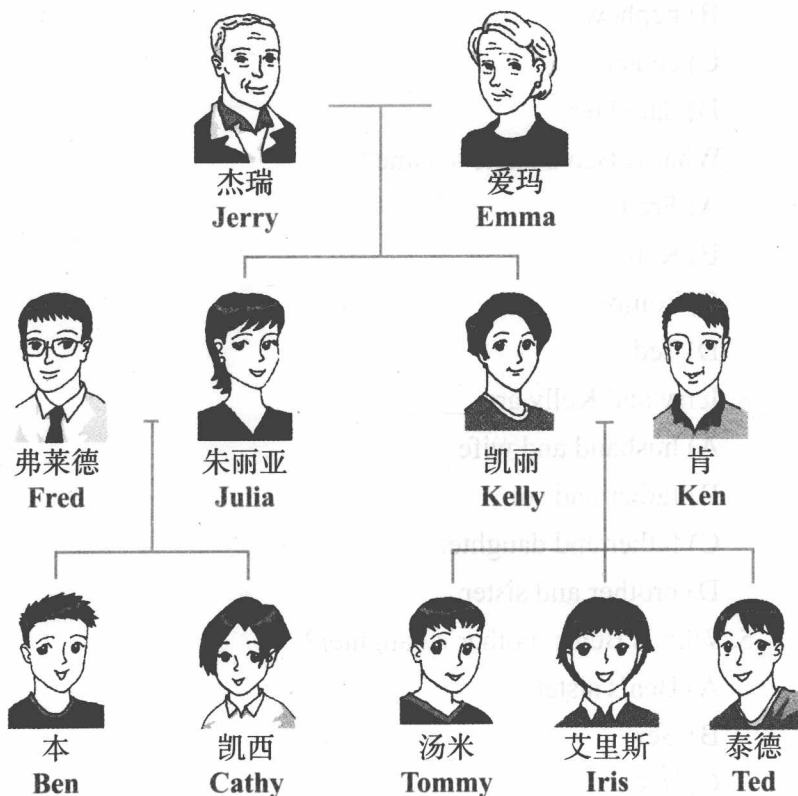 杰瑞
Jerry
爱玛
Emma
弗莱德
Fred
朱丽亚
Julia
凯丽
Kelly
肯
Ken
本
Ben
凯西
Cathy
汤米
Tommy
艾里斯
Iris
泰德
Ted